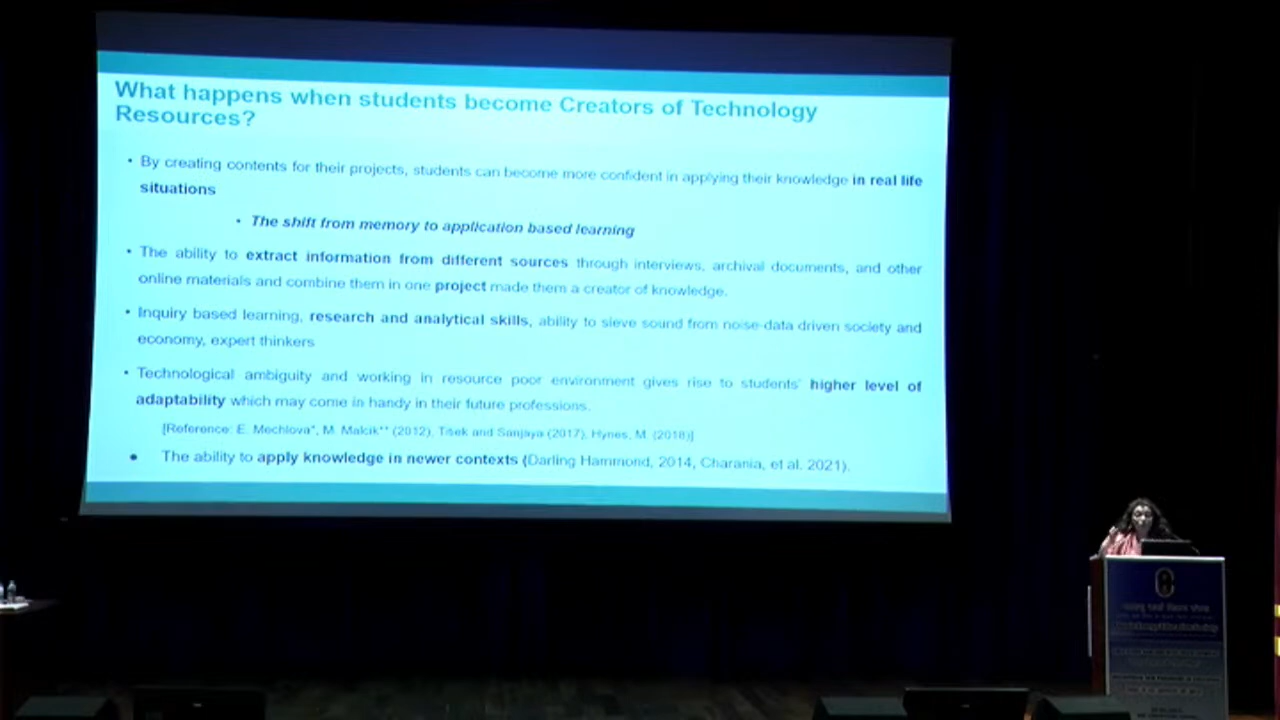 What happens when students become Creators of Technology
Resources?
• By creating contents for their projects, students can become more confident in applying their knowledge in real life
situations
• The shift from memory to application based learning
• The ability to extract information from different sources through interviews, archival documents, and other
online materials and combine them in one project made them a creator of knowledge.
• Inquiry based learning, research and analytical skills, ability to sieve sound from noise-data driven society and
economy, expert thinkers
• Technological ambiguity and working in resource poor environment gives rise to students' higher level of
adaptability which may come in handy in their future professions.
[Reference: E. Mechlova*, M. Malcik** (2012), Titek and Sanjaya (2017), Hynes, M. (2018)]
● The ability to apply knowledge in newer contexts (Darling Hammond, 2014, Charania, et al. 2021).